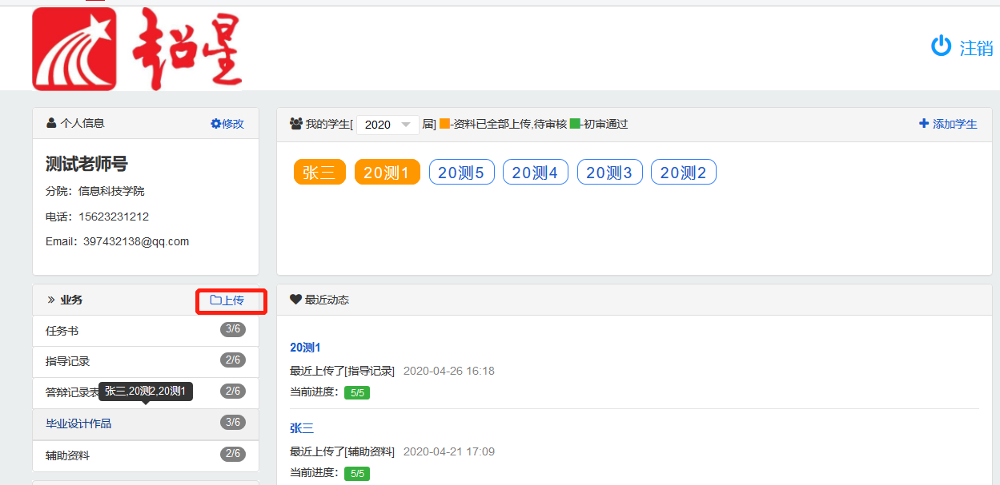 超星
注销
个人信息 修改
测试老师号
分院：信息科技学院
电话：15623231212
Email：397432138@qq.com
我的学生[ 2020 届] -资料已全部上传,待审核 -初审通过 添加学生
张三 20测1 20测5 20测4 20测3 20测2
业务 上传
任务书 3/6
指导记录 2/6
答辩记录表 2/6
张三,20测2,20测1
毕业设计作品 3/6
辅助资料 2/6
最近动态
20测1
最近上传了[指导记录] 2020-04-26 16:18
当前进度： 5/5
张三
最近上传了[辅助资料] 2020-04-21 17:09
当前进度： 5/5